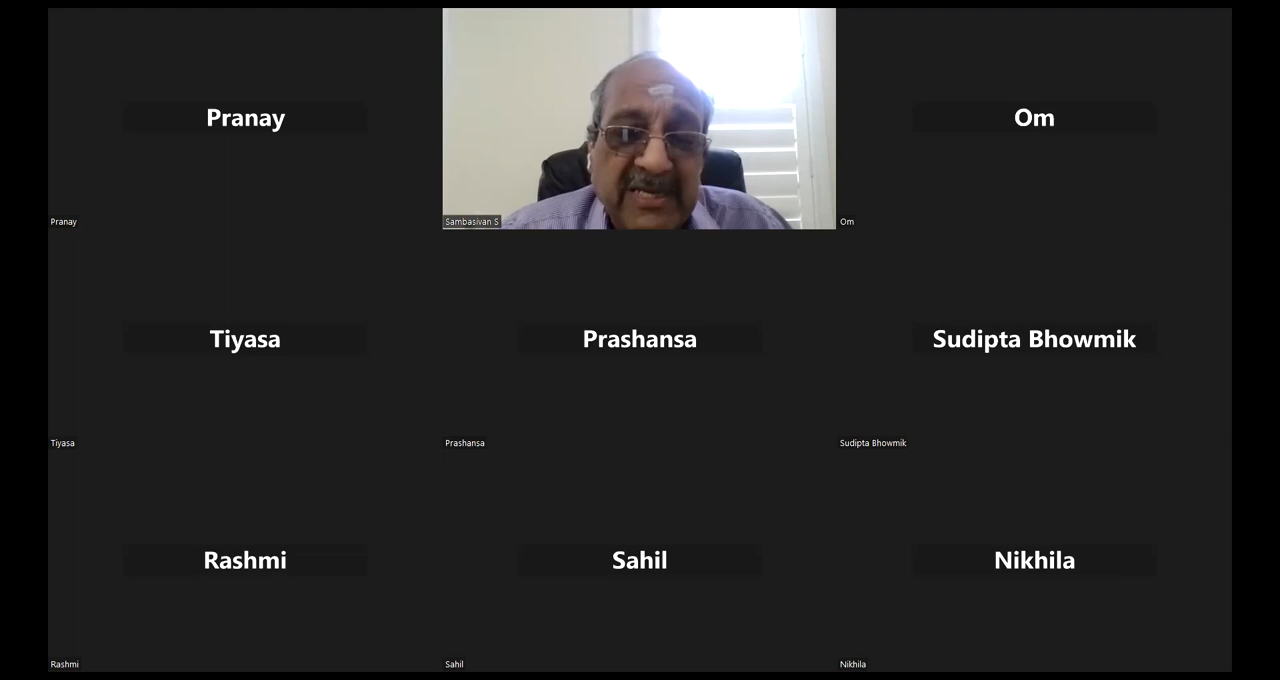 Pranay
Pranay
Sambasivan S
Om
Om
Tiyasa
Tiyasa
Prashansa
Prashansa
Sudipta Bhowmik
Sudipta Bhowmik
Rashmi
Rashmi
Sahil
Sahil
Nikhila
Nikhila